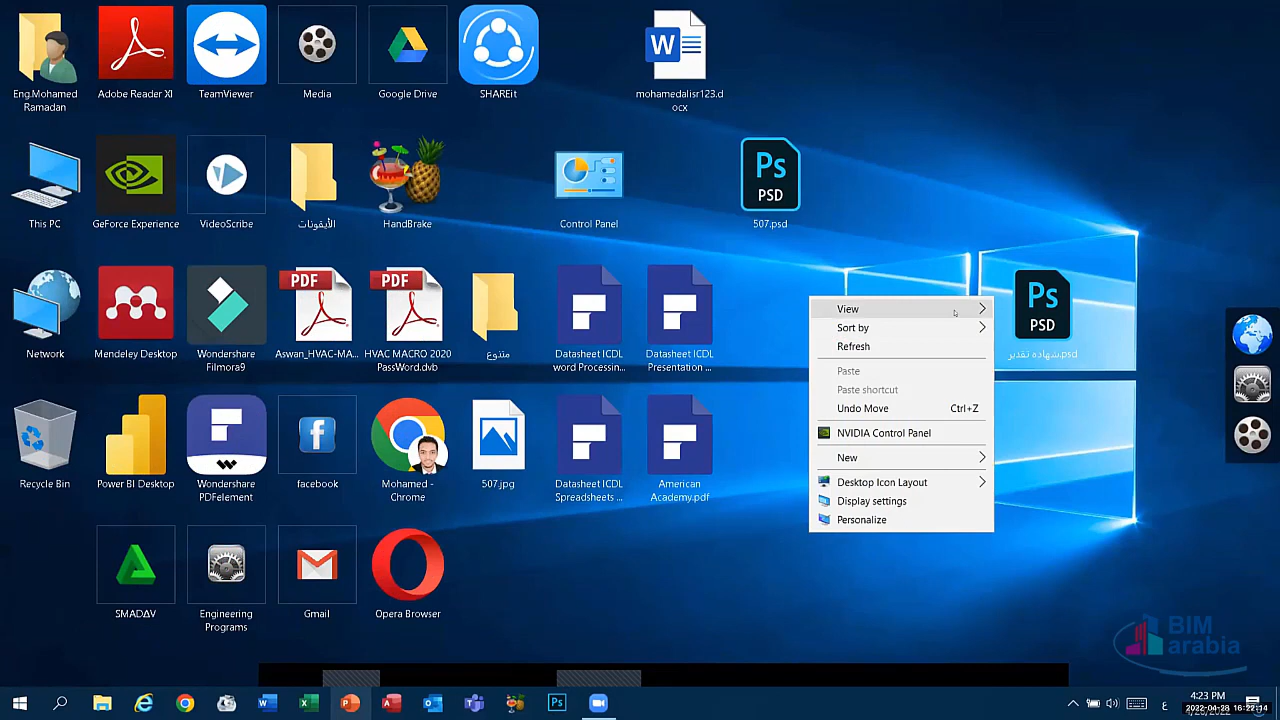 Eng.Mohamed
Ramadan
Adobe Reader XI
TeamViewer
Media
Google Drive
SHAREit
W
mohamedalisr123.d
ocx
This PC
GeForce Experience
VideoScribe
الأيقونات
HandBrake
Control Panel
Ps
PSD
507.psd
Network
Mendeley Desktop
Wondershare
Filmora9
PDF
Aswan_HVAC-MA...
PDF
HVAC MACRO 2020
PassWord.dvb
متنوع
Datasheet ICDL
word Processin...
Datasheet ICDL
Presentation ...
Ps
PSD
شهاده تقدير.psd
Recycle Bin
Power BI Desktop
Wondershare
PDFelement
facebook
Mohamed -
Chrome
507.jpg
Datasheet ICDL
Spreadsheets ...
American
Academy.pdf
SMADΔV
Engineering
Programs
Gmail
Opera Browser
View
Sort by
Refresh
Paste
Paste shortcut
Undo Move Ctrl+Z
NVIDIA Control Panel
New
Desktop Icon Layout
Display settings
Personalize
BIM
arabia
W
X
P
A
Ps
ع
4:23 PM
2022-04-28 16:22:14